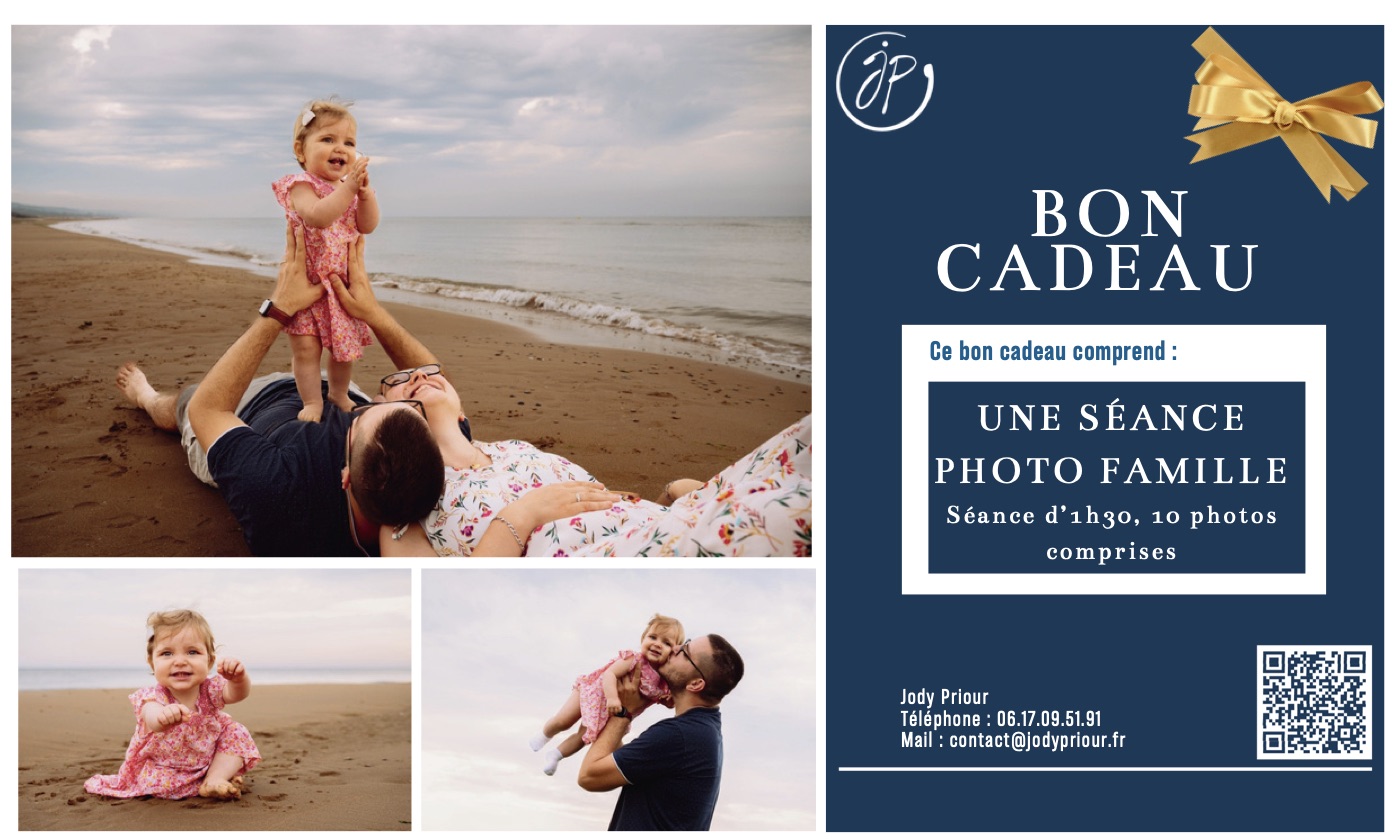 jp
BON
CADEAU
Ce bon cadeau comprend :
UNE SÉANCE
PHOTO FAMILLE
Séance d'1h30, 10 photos
comprises
Jody Priour
Téléphone : 06.17.09.51.91
Mail : contact@jodypriour.fr